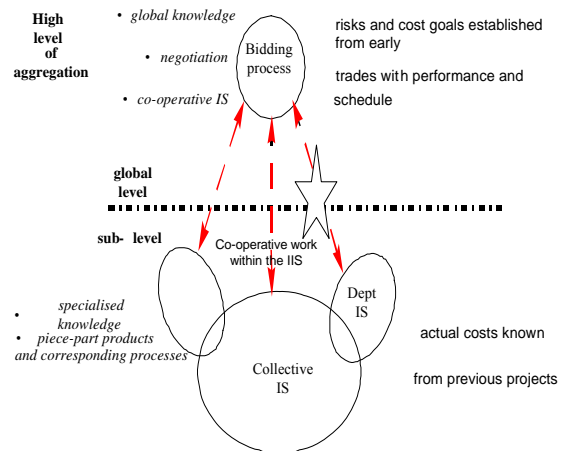 High
level
of
aggregation
• global knowledge
• negotiation
• co-operative IS
Bidding
process
risks and cost goals established
from early
trades with performance and
schedule
global
level
sub- level
Co-operative work
within the IIS
• specialised
knowledge
• piece-part products
and corresponding processes
Dept
IS
Collective
IS
actual costs known
from previous projects